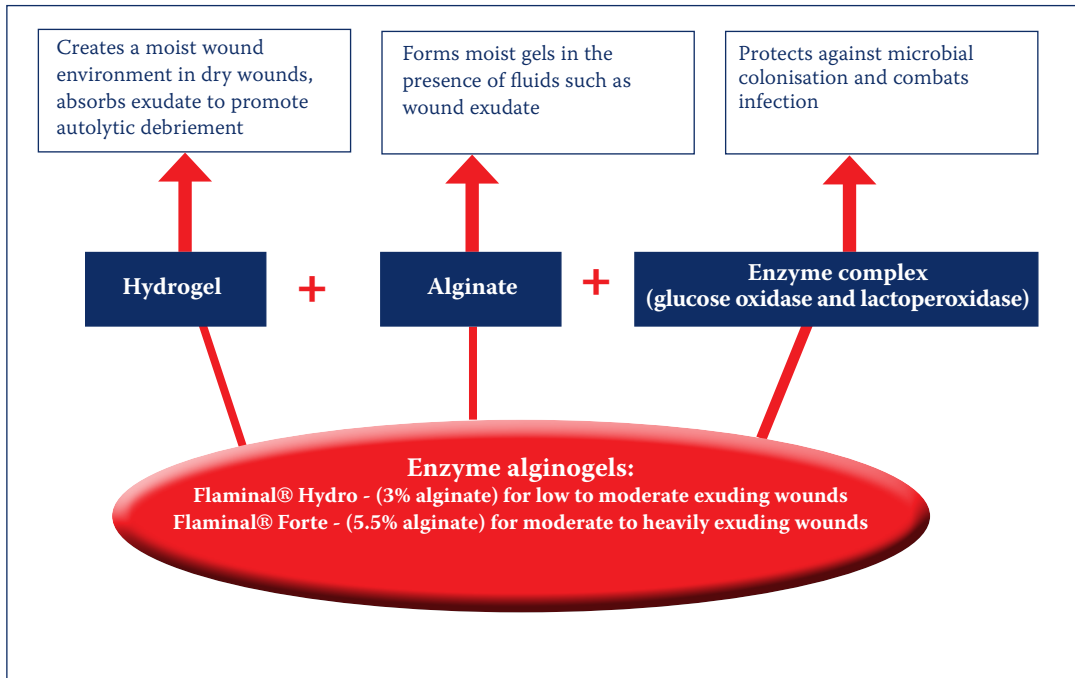 Creates a moist wound
environment in dry wounds,
absorbs exudate to promote
autolytic debriement
Forms moist gels in the
presence of fluids such as
wound exudate
Protects against microbial
colonisation and combats
infection
Hydrogel
+
Alginate
+
Enzyme complex
(glucose oxidase and lactoperoxidase)
Enzyme alginogels:
Flaminal® Hydro - (3% alginate) for low to moderate exuding wounds
Flaminal® Forte - (5.5% alginate) for moderate to heavily exuding wounds